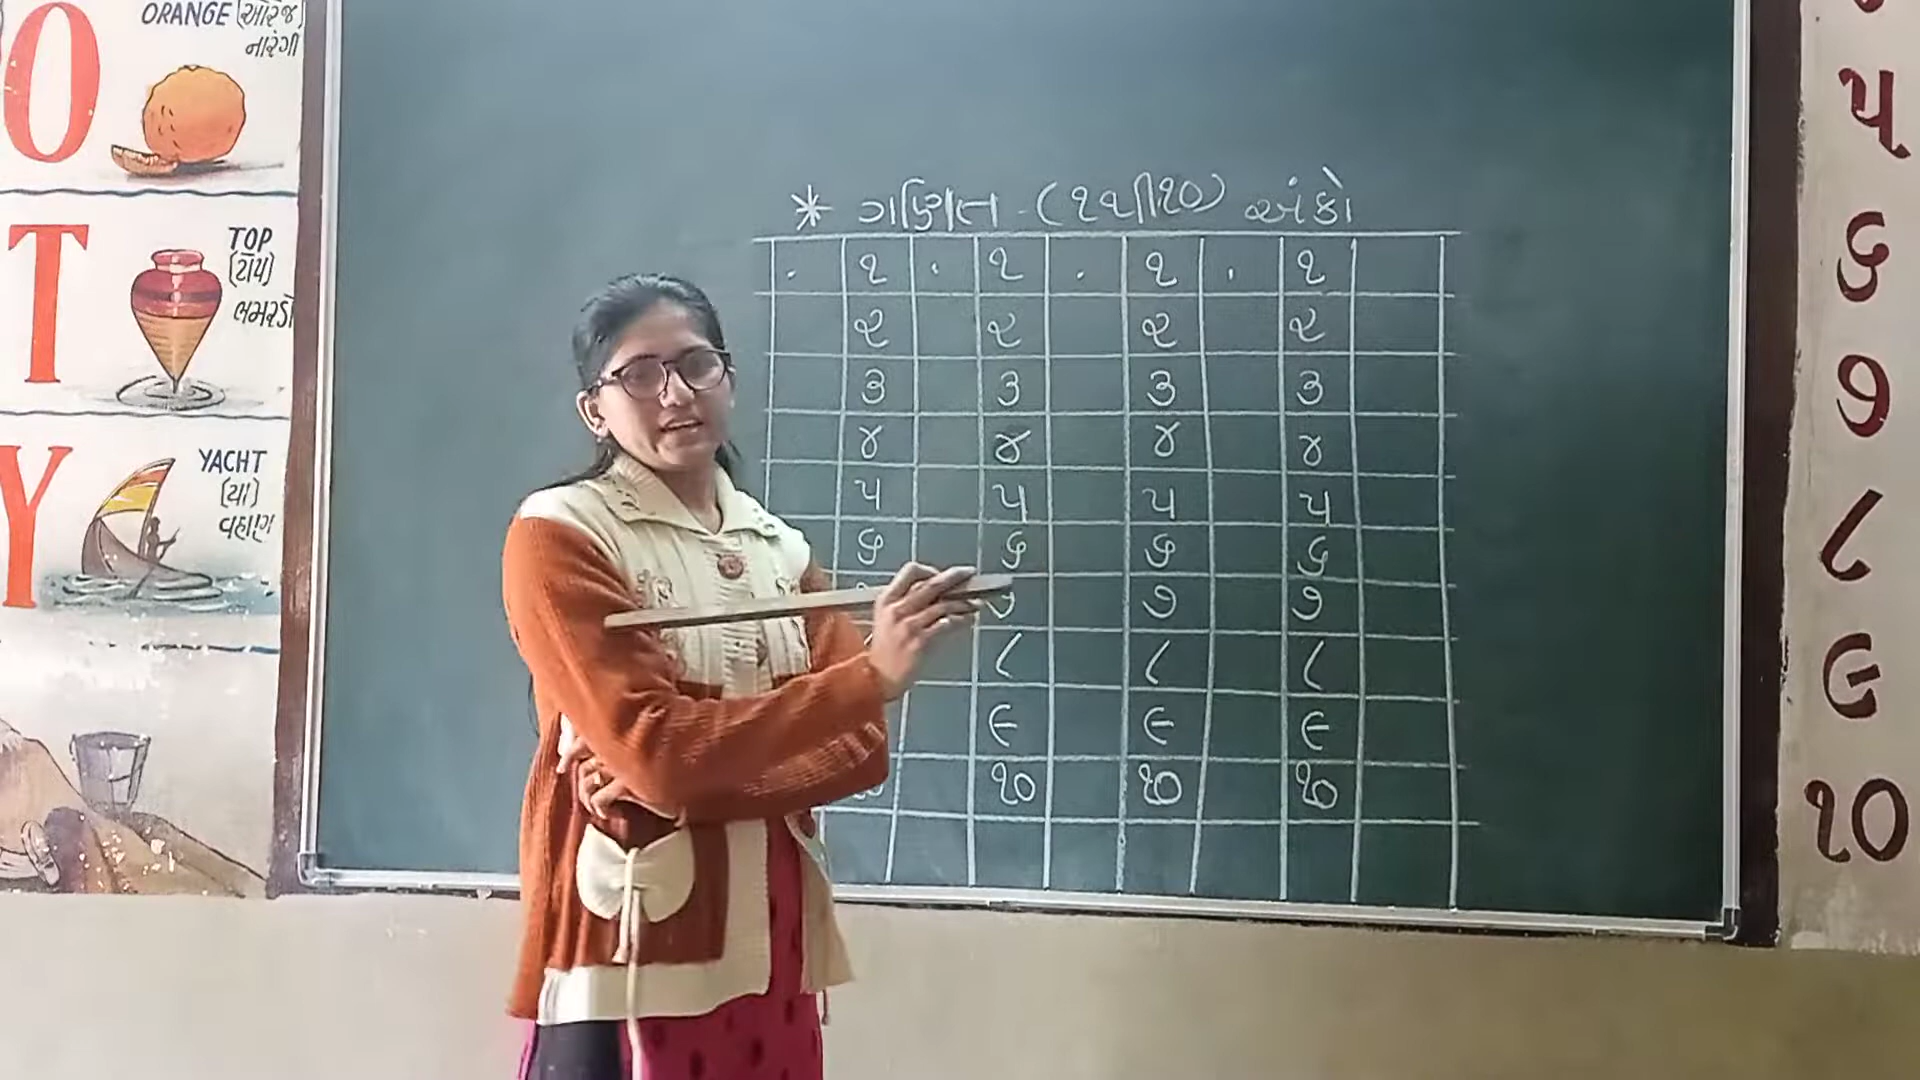 O
ORANGE (ઓરેંજ)
નારંગી
T
TOP
(ટોપ)
ભમરડો
Y
YACHT
(યા)
વહાણ
* ગણિત - (૧ થી ૧૦) અંકો
. ૧ . ૧ . ૧ . ૧
૨ ૨ ૨ ૨
૩ ૩ ૩ ૩
૪ ૪ ૪ ૪
૫ ૫ ૫ ૫
૬ ૬ ૬ ૬
૭ ૭ ૭
૮ ૮ ૮
૯ ૯ ૯
૧૦ ૧૦ ૧૦
૫
૬
૭
૮
૯
૧૦